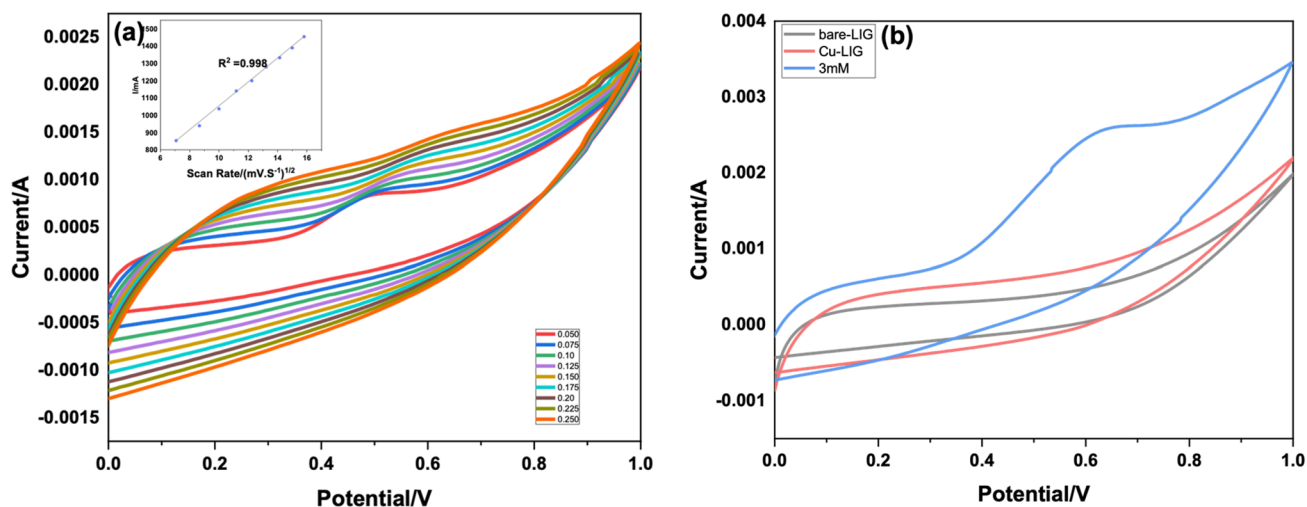 (a)
1500
1400
1300
1200
1100
1000
900
800
I/mA
R² =0.998
6 8 10 12 14 16
Scan Rate/(mV.S⁻¹)¹/²
0.0025
0.0020
0.0015
0.0010
0.0005
0.0000
-0.0005
-0.0010
-0.0015
Current/A
0.050
0.075
0.10
0.125
0.150
0.175
0.20
0.225
0.250
0.0 0.2 0.4 0.6 0.8 1.0
Potential/V
(b)
bare-LIG
Cu-LIG
3mM
0.004
0.003
0.002
0.001
0.000
-0.001
Current/A
0.0 0.2 0.4 0.6 0.8 1.0
Potential/V